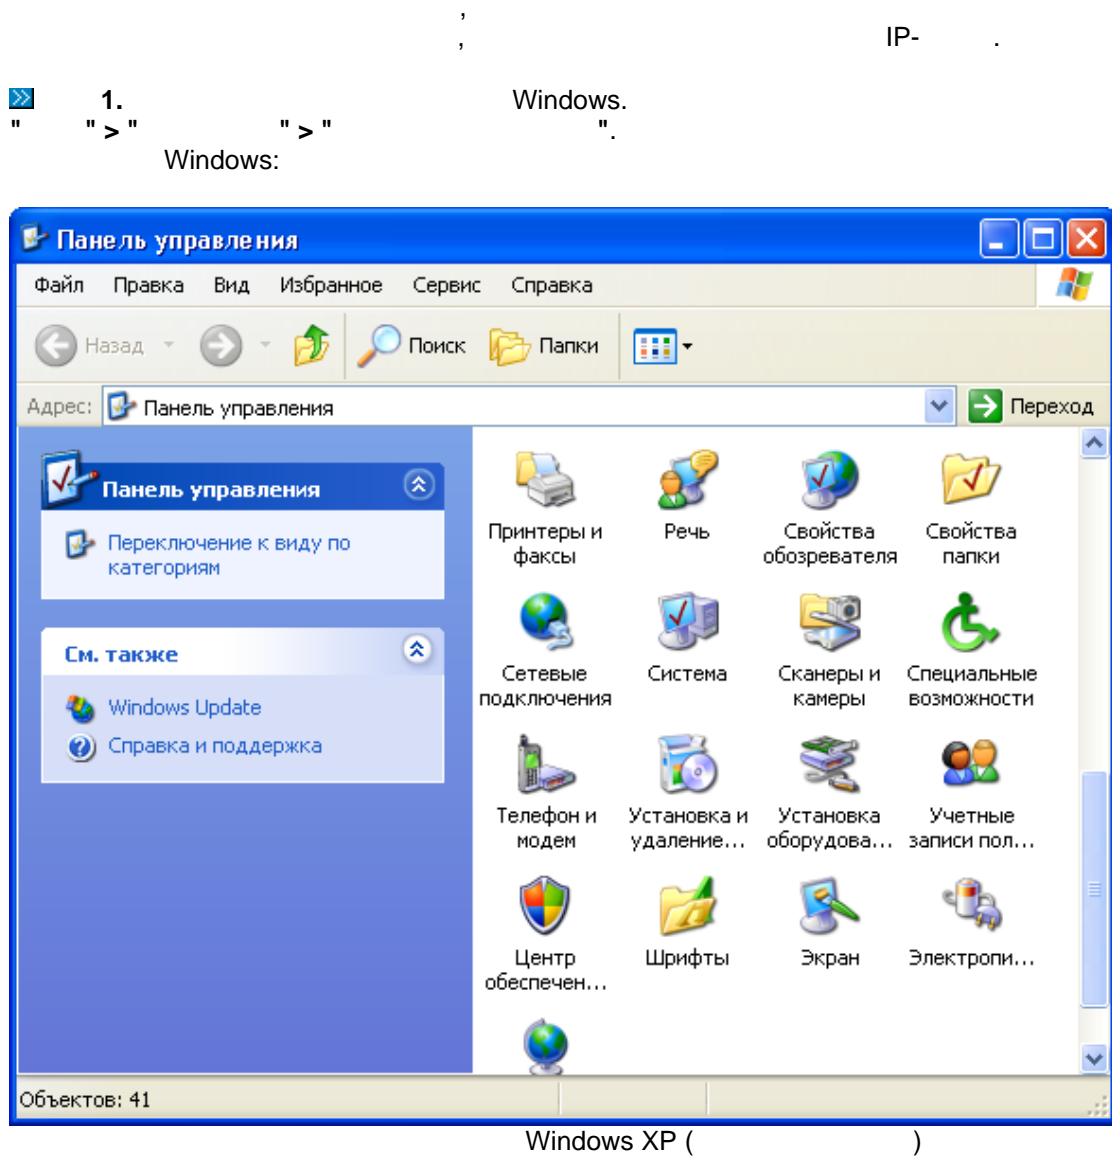 ,
, IP- .
1. Windows.
" " > " " > " ".
Windows:
Панель управления
Файл Правка Вид Избранное Сервис Справка
Назад Поиск Папки
Адрес: Панель управления Переход
Панель управления
Переключение к виду по
категориям
См. также
Windows Update
Справка и поддержка
Принтеры и
факсы
Речь
Свойства
обозревателя
Свойства
папки
Сетевые
подключения
Система
Сканеры и
камеры
Специальные
возможности
Телефон и
модем
Установка и
удаление...
Установка
оборудова...
Учетные
записи пол...
Центр
обеспечен...
Шрифты
Экран
Электропи...
Объектов: 41
Windows XP ( )